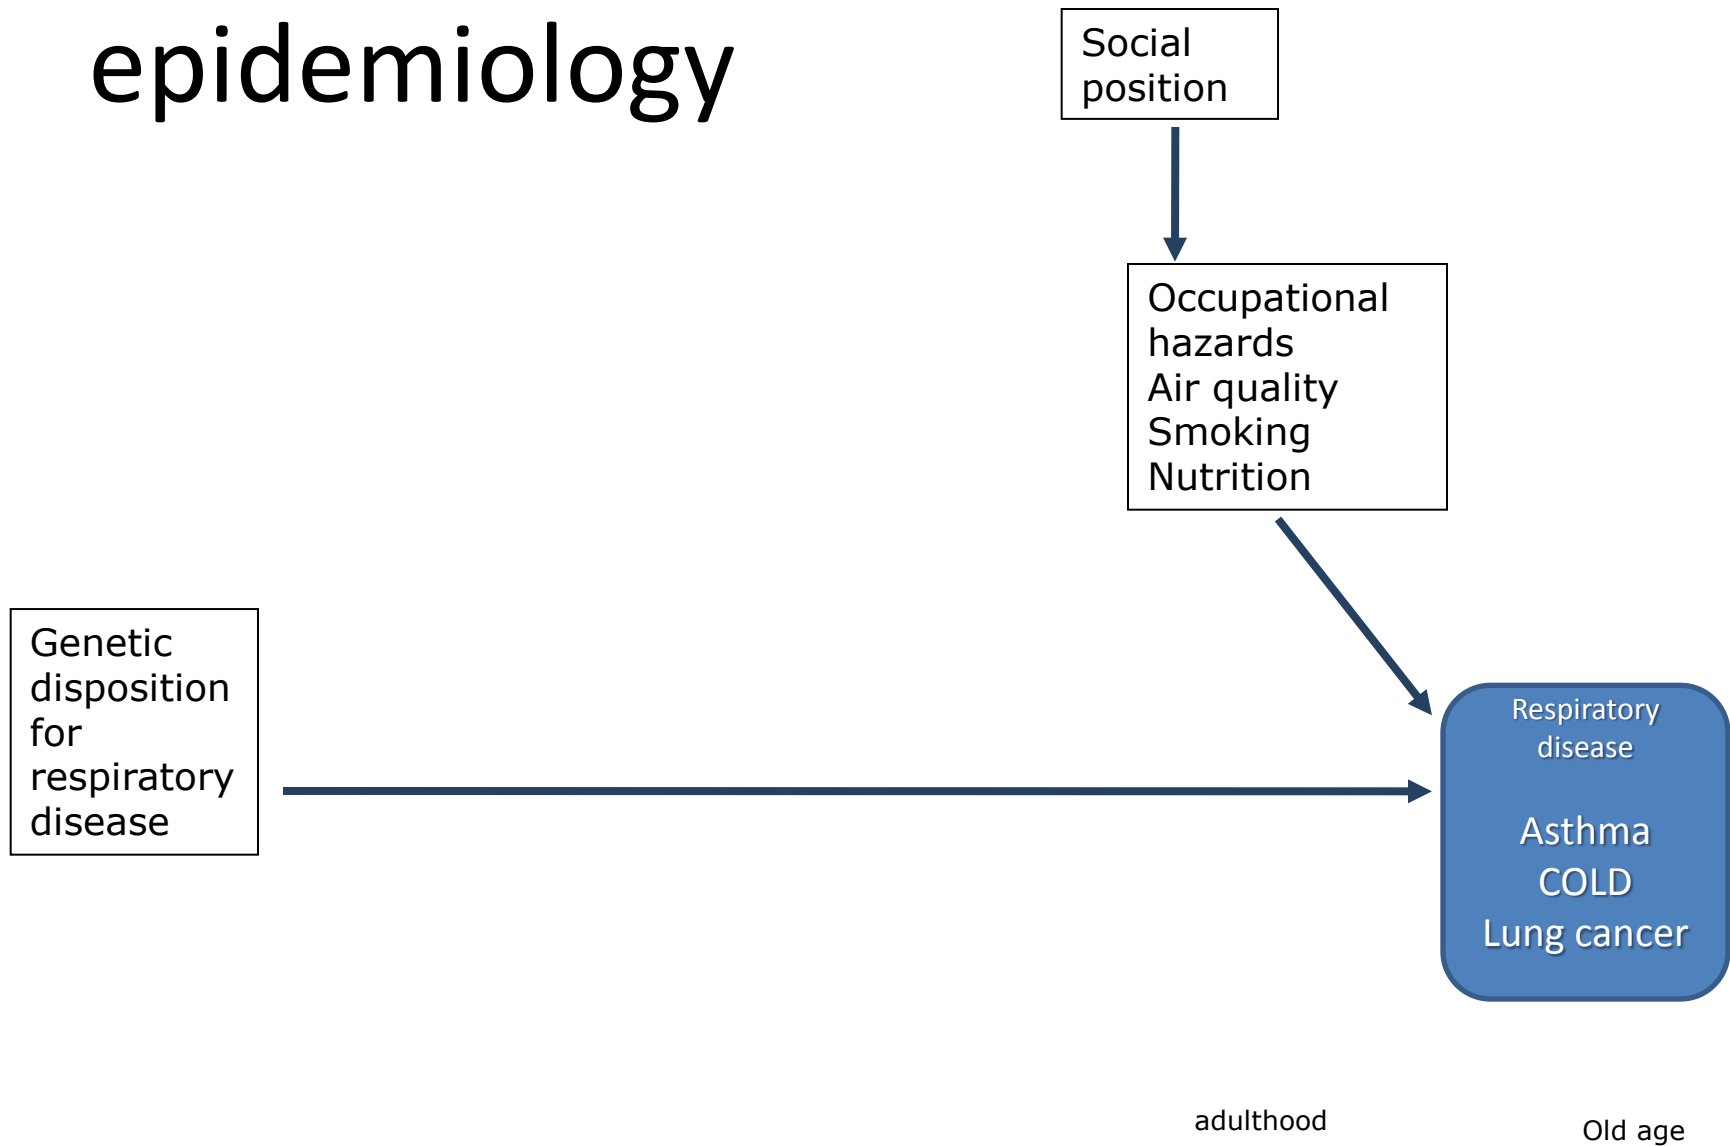 epidemiology
Social
position
Occupational
hazards
Air quality
Smoking
Nutrition
Genetic
disposition
for
respiratory
disease
Respiratory
disease
Asthma
COLD
Lung cancer
adulthood
Old age